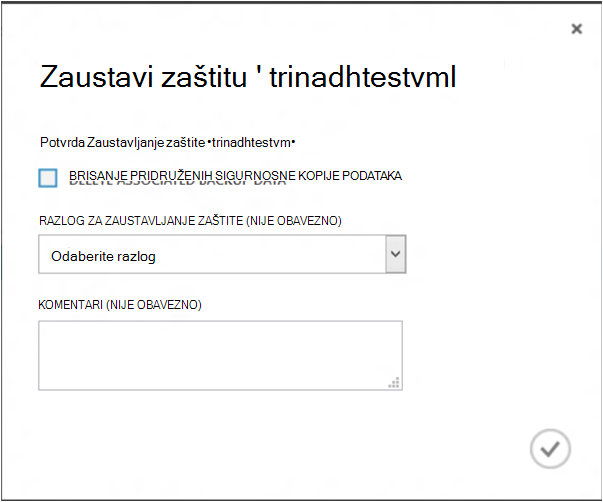 Zaustavi zaštitu ' trinadhtestvml
Potvrda Zaustavljanje zaštite •trinadhtestvm•
BRISANJE PRIDRUŽENIH SIGURNOSNE KOPIJE PODATAKA
DELETE ASSOCIATED BACKUP DATA
RAZLOG ZA ZAUSTAVLJANJE ZAŠTITE (NIJE OBAVEZNO)
Odaberite razlog
KOMENTARI (NIJE OBAVEZNO)